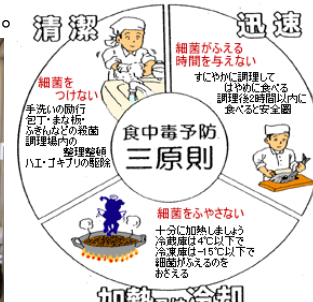 。
清潔
迅速
細菌を
つけない
手洗いの励行
包丁・まな板・
ふきんなどの殺菌
調理場内の
整理整頓
ハエ・ゴキブリの駆除
細菌がふえる
時間を与えない
すにやかに調理して
はやめに食べる
調理後2時間以内に
食べると安全圏
食中毒予防
三原則
細菌をふやさない
十分に加熱しましょう
冷蔵庫は4℃以下で
冷凍庫は-15℃以下で
細菌がふえるのを
おさえる
加熱又は冷却